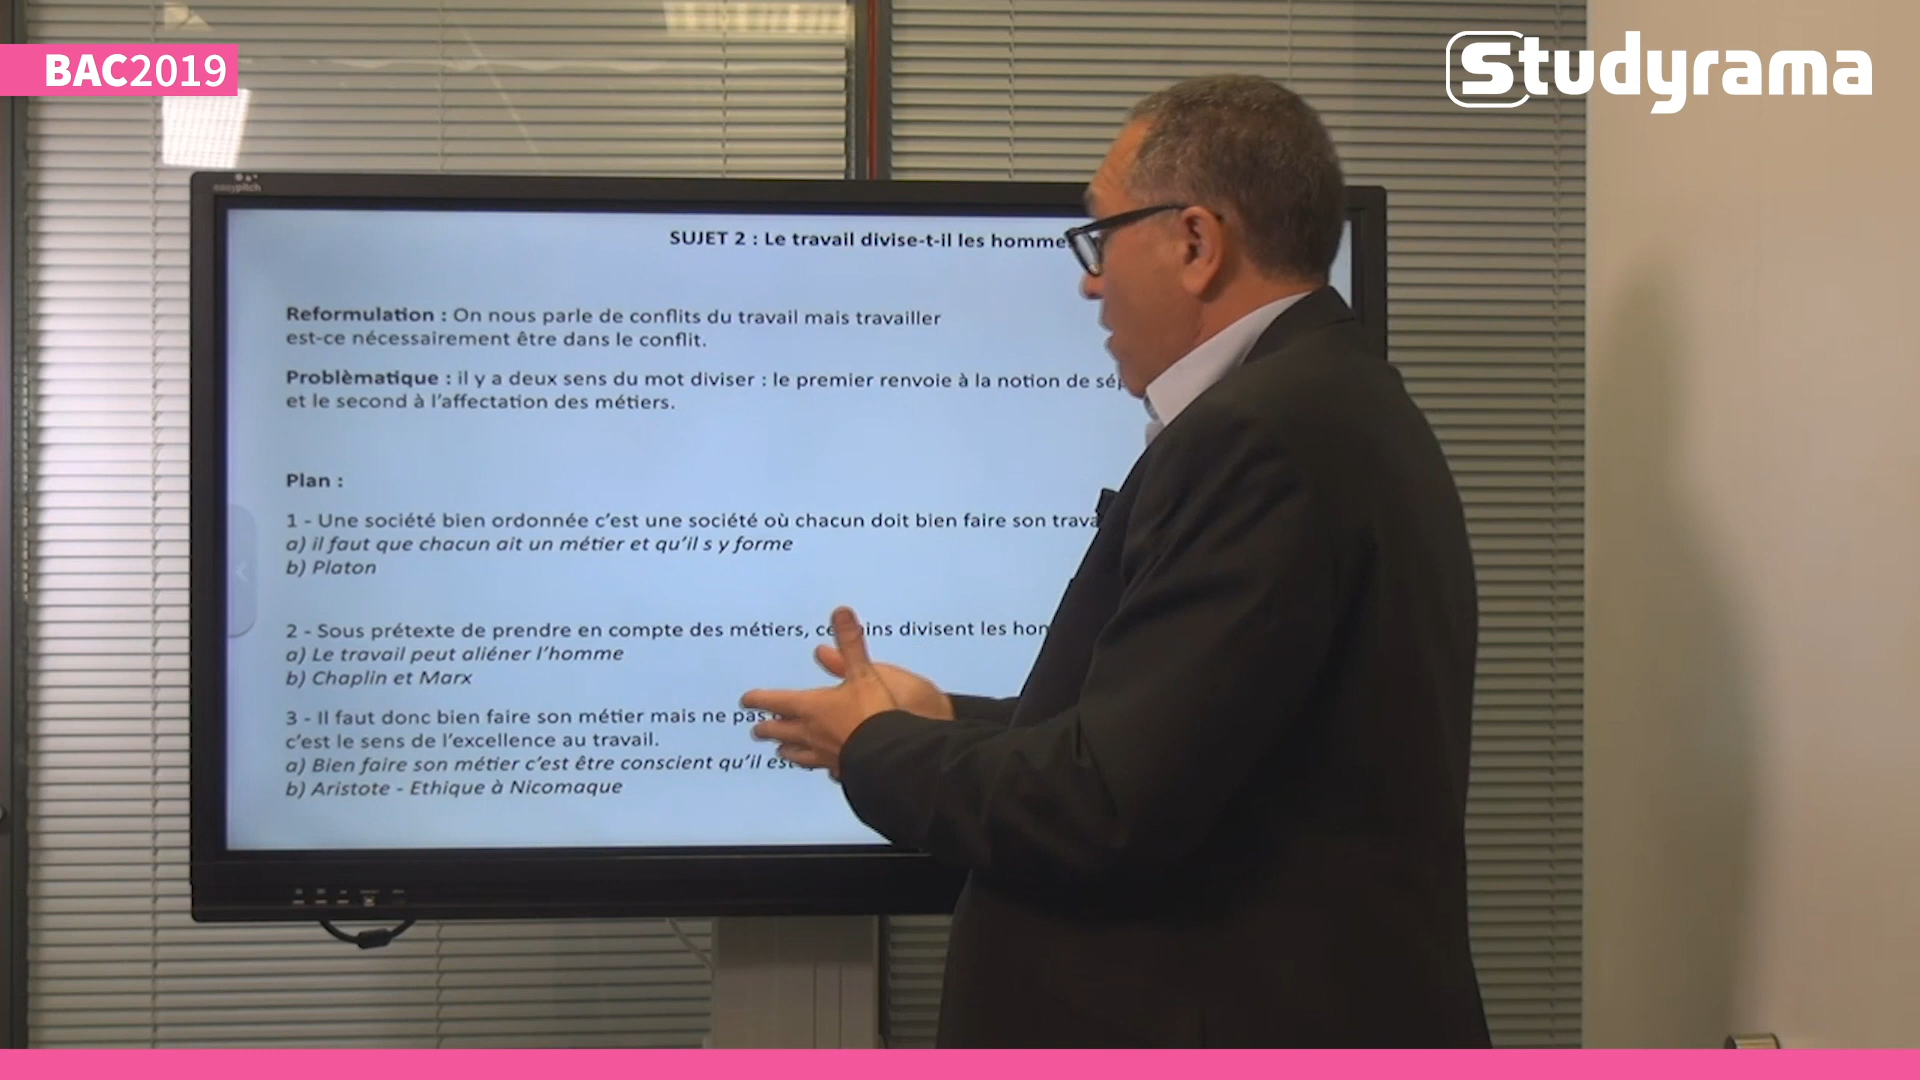 BAC2019
Studyrama
easypitch
SUJET 2 : Le travail divise-t-il les homme
Reformulation : On nous parle de conflits du travail mais travailler
est-ce nécessairement être dans le conflit.
Problèmatique : il y a deux sens du mot diviser : le premier renvoie à la notion de
et le second à l'affectation des métiers.
Plan :
1 - Une société bien ordonnée c'est une société où chacun doit bien faire son
a) il faut que chacun ait un métier et qu'il s y forme
b) Platon
2 - Sous prétexte de prendre en compte des métiers, divisent les
a) Le travail peut aliéner l'homme
b) Chaplin et Marx
3 - Il faut donc bien faire son métier mais ne pas
c'est le sens de l'excellence au travail.
a) Bien faire son métier c'est être conscient qu'il est
b) Aristote - Ethique à Nicomaque